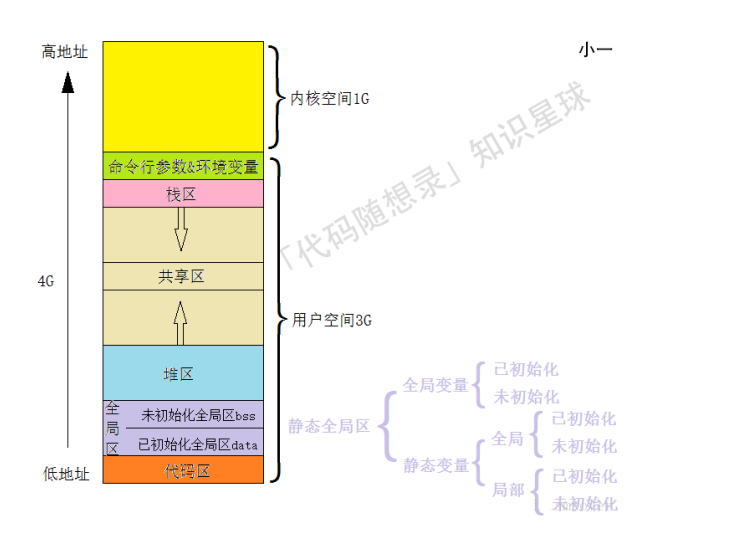 高地址
小一
内核空间1G
「代码随想录」知识星球
命令行参数&环境变量
栈区
共享区
4G
用户空间3G
堆区
全局区
未初始化全局区bss
已初始化全局区data
静态全局区
全局变量
已初始化
未初始化
静态变量
全局
已初始化
未初始化
局部
已初始化
未初始化
低地址
代码区